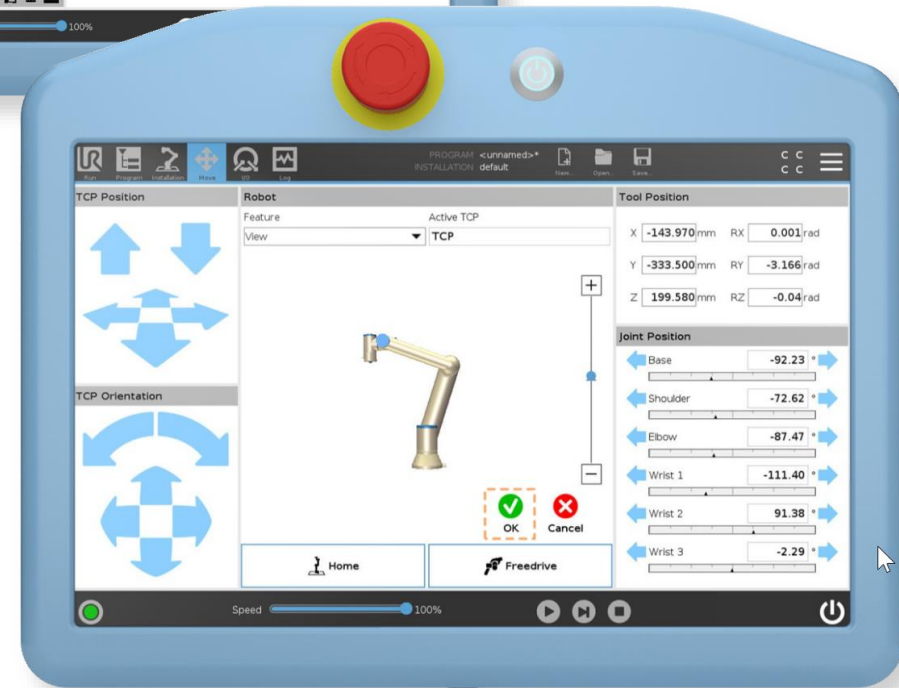 100%
PROGRAM <unnamed>*
INSTALLATION default
Run Program Installation Move I/O Log New... Open... Save...
C C
C C
TCP Position
Robot
Tool Position
Feature
Active TCP
View
TCP
X -143.970 mm RX 0.001 rad
Y -333.500 mm RY -3.166 rad
Z 199.580 mm RZ -0.04 rad
+
−
Joint Position
Base -92.23 °
Shoulder -72.62 °
Elbow -87.47 °
Wrist 1 -111.40 °
Wrist 2 91.38 °
Wrist 3 -2.29 °
TCP Orientation
OK
Cancel
Home
Freedrive
Speed 100%